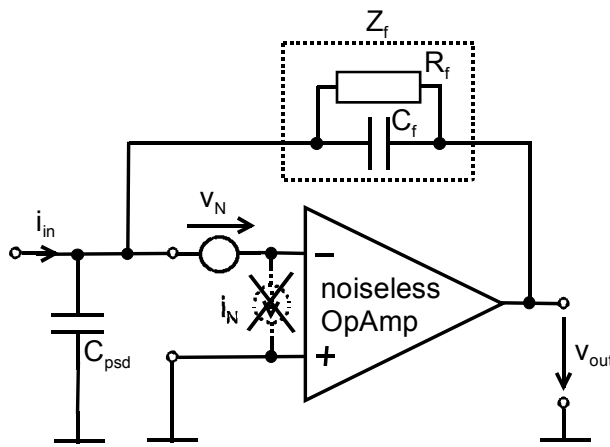 Z_f
R_f
C_f
i_in
v_N
i_N
−
+
noiseless
OpAmp
C_psd
v_out